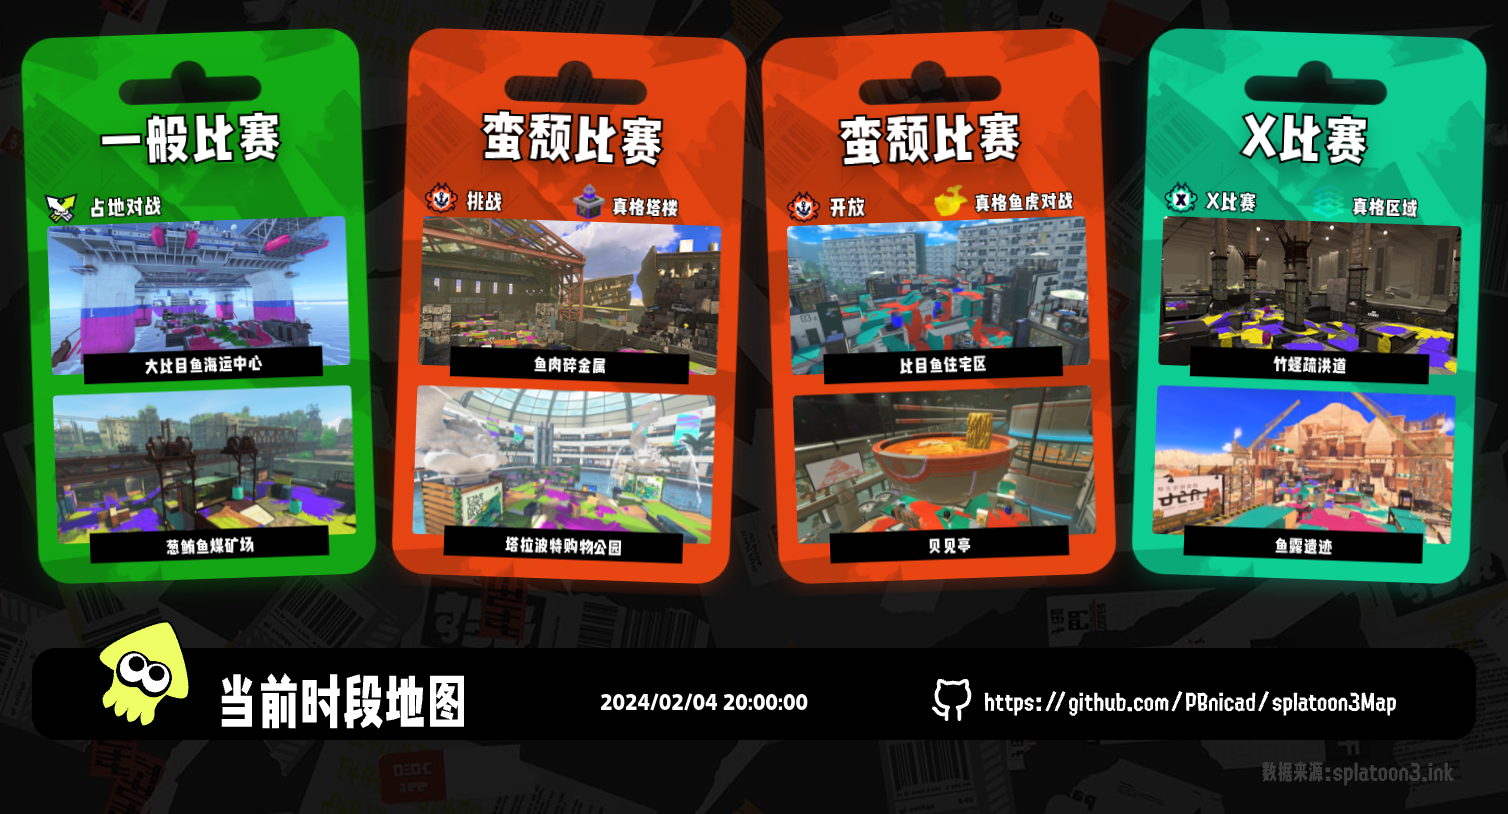 一般比赛
占地对战
大比目鱼海运中心
葱鲔鱼煤矿场
蛮颓比赛
挑战
真格塔楼
鱼肉碎金属
塔拉波特购物公园
蛮颓比赛
开放
真格鱼虎对战
比目鱼住宅区
贝见亭
X比赛
X比赛
真格区域
竹蛏疏洪道
鱼露遗迹
当前时段地图
2024/02/04 20:00:00
https://github.com/PBnicad/splatoon3Map
数据来源:splatoon3.ink